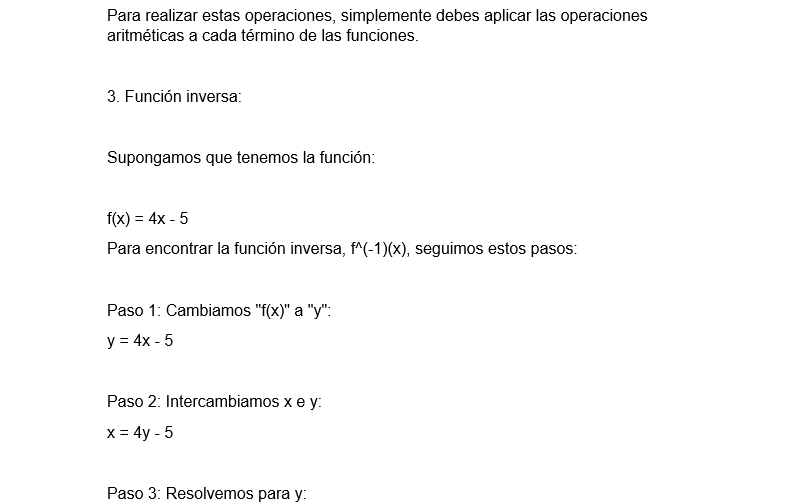 Para realizar estas operaciones, simplemente debes aplicar las operaciones
aritméticas a cada término de las funciones.
3. Función inversa:
Supongamos que tenemos la función:
f(x) = 4x - 5
Para encontrar la función inversa, f^(-1)(x), seguimos estos pasos:
Paso 1: Cambiamos "f(x)" a "y":
y = 4x - 5
Paso 2: Intercambiamos x e y:
x = 4y - 5
Paso 3: Resolvemos para y: